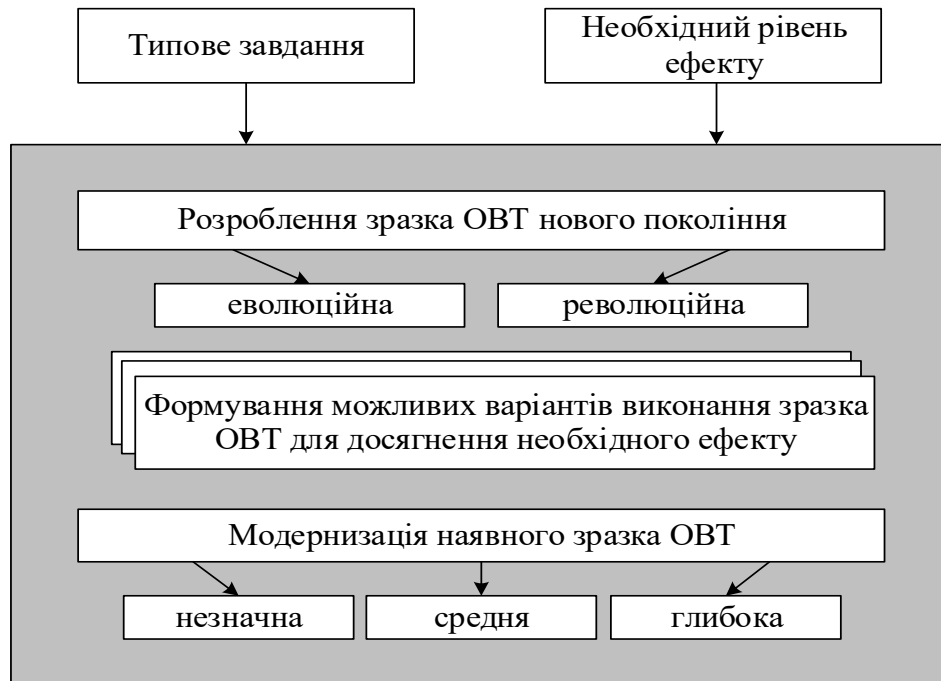 Типове завдання
Необхідний рівень
ефекту
Розроблення зразка ОВТ нового покоління
еволюційна
революційна
Формування можливих варіантів виконання зразка
ОВТ для досягнення необхідного ефекту
Модернизація наявного зразка ОВТ
незначна
средня
глибока